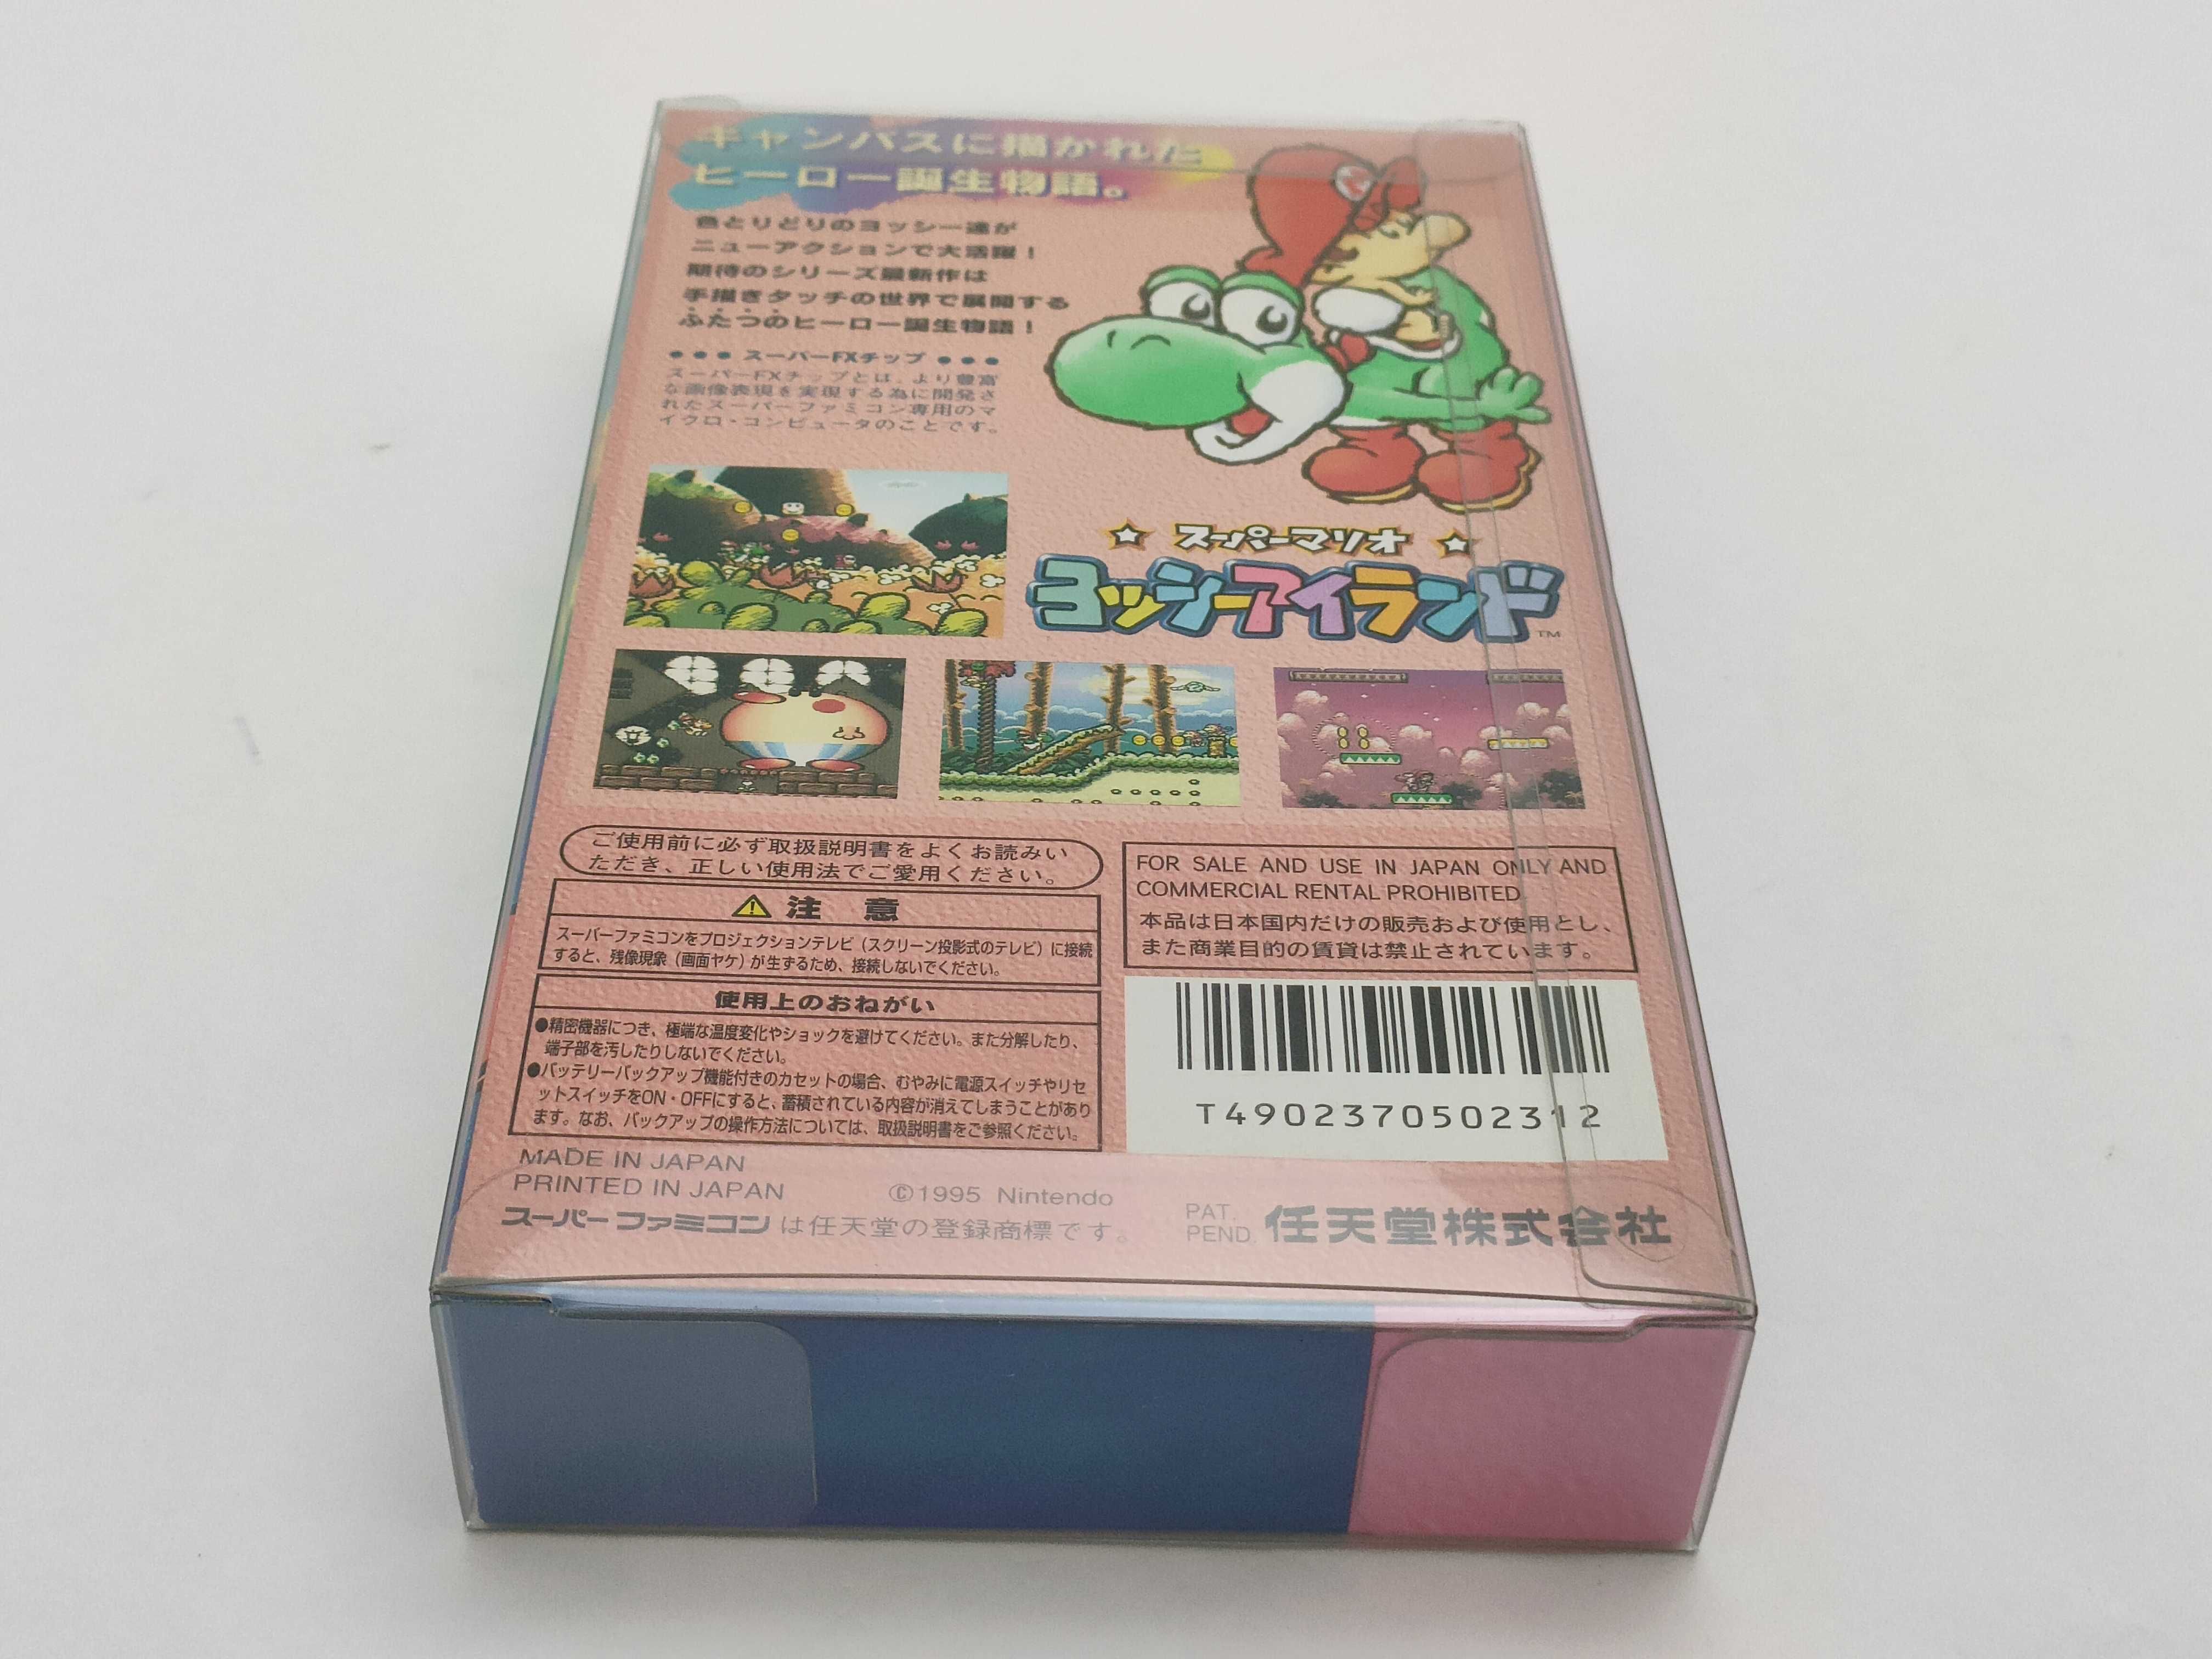 キャンバスに描かれた
ヒーロー誕生物語。
色とりどりのヨッシー達が
ニューアクションで大活躍！
期待のシリーズ最新作は
手描きタッチの世界で展開する
ふたつのヒーロー誕生物語！
●●●スーパーFXチップ●●●
スーパーFXチップとは、より豊富
な画像表現を実現する為に開発さ
れたスーパーファミコン専用のマ
イクロ・コンピュータのことです。
スーパーマリオ
ヨッシーアイランド
TM
ご使用前に必ず取扱説明書をよくお読みい
ただき、正しい使用法でご愛用ください。
注 意
スーパーファミコンをプロジェクションテレビ（スクリーン投影式のテレビ）に接続
すると、残像現象（画面ヤケ）が生ずるため、接続しないでください。
使用上のおねがい
●精密機器につき、極端な温度変化やショックを避けてください。また分解したり、
端子部を汚したりしないでください。
●バッテリーバックアップ機能付きのカセットの場合、むやみに電源スイッチやリセ
ットスイッチをON・OFFにすると、蓄積されている内容が消えてしまうことがあり
ます。なお、バックアップの操作方法については、取扱説明書をご参照ください。
FOR SALE AND USE IN JAPAN ONLY AND
COMMERCIAL RENTAL PROHIBITED
本品は日本国内だけの販売および使用とし、
また商業目的の賃貸は禁止されています。
T4902370502312
MADE IN JAPAN
PRINTED IN JAPAN
©1995 Nintendo
スーパーファミコンは任天堂の登録商標です。
PAT.
PEND.
任天堂株式会社